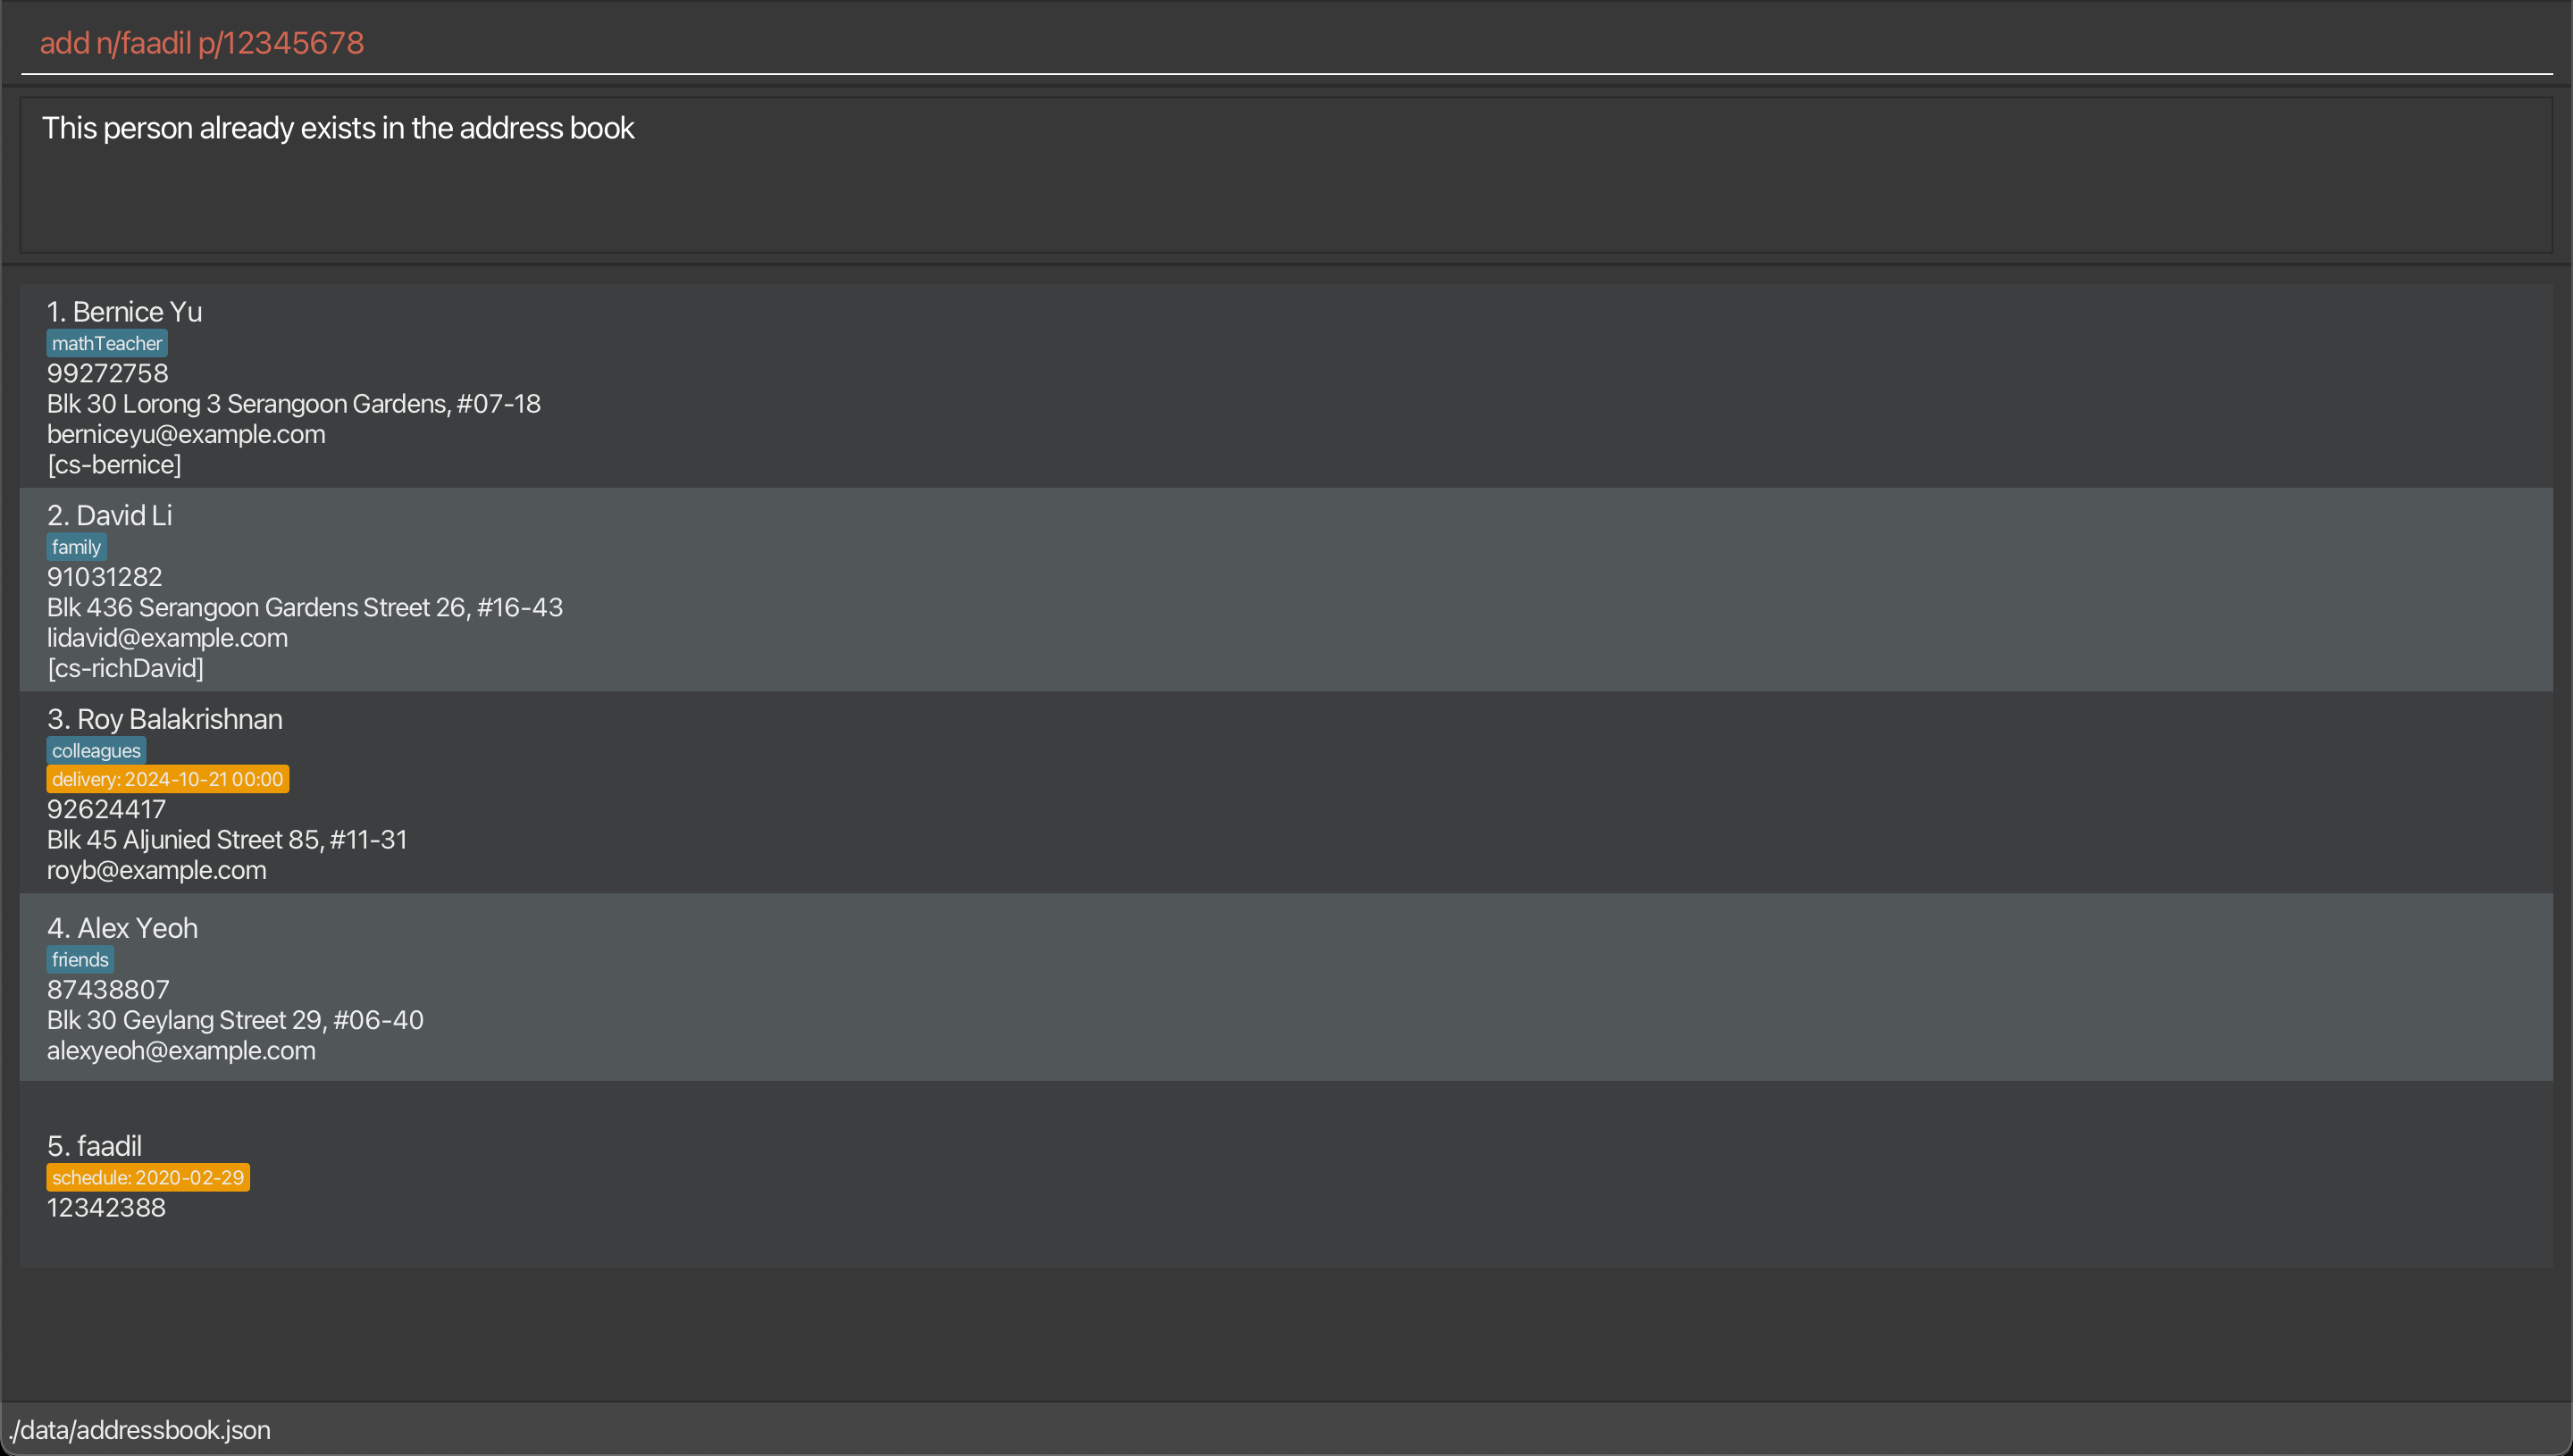 add n/faadil p/12345678
This person already exists in the address book
1. Bernice Yu
mathTeacher
99272758
Blk 30 Lorong 3 Serangoon Gardens, #07-18
berniceyu@example.com
[cs-bernice]
2. David Li
family
91031282
Blk 436 Serangoon Gardens Street 26, #16-43
lidavid@example.com
[cs-richDavid]
3. Roy Balakrishnan
colleagues
delivery: 2024-10-21 00:00
92624417
Blk 45 Aljunied Street 85, #11-31
royb@example.com
4. Alex Yeoh
friends
87438807
Blk 30 Geylang Street 29, #06-40
alexyeoh@example.com
5. faadil
schedule: 2020-02-29
12342388
./data/addressbook.json